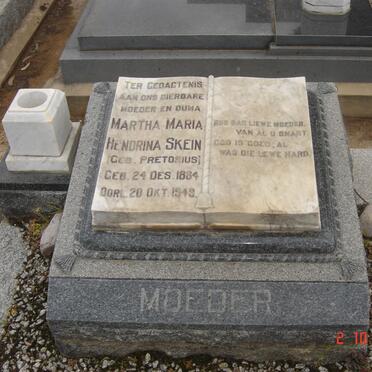 TER GEDAGTENIS
AAN ONS DIERBARE
MOEDER EN OUMA
MARTHA MARIA
HENDRINA SKEIN
(GEB. PRETORIUS)
GEB. 24 DES. 1884
OORL. 20 OKT. 1949.
RUS DAN LIEWE MOEDER,
VAN AL U SMART
GOD IS GOED, AL
WAS DIE LEWE HARD.
MOEDER
2 10